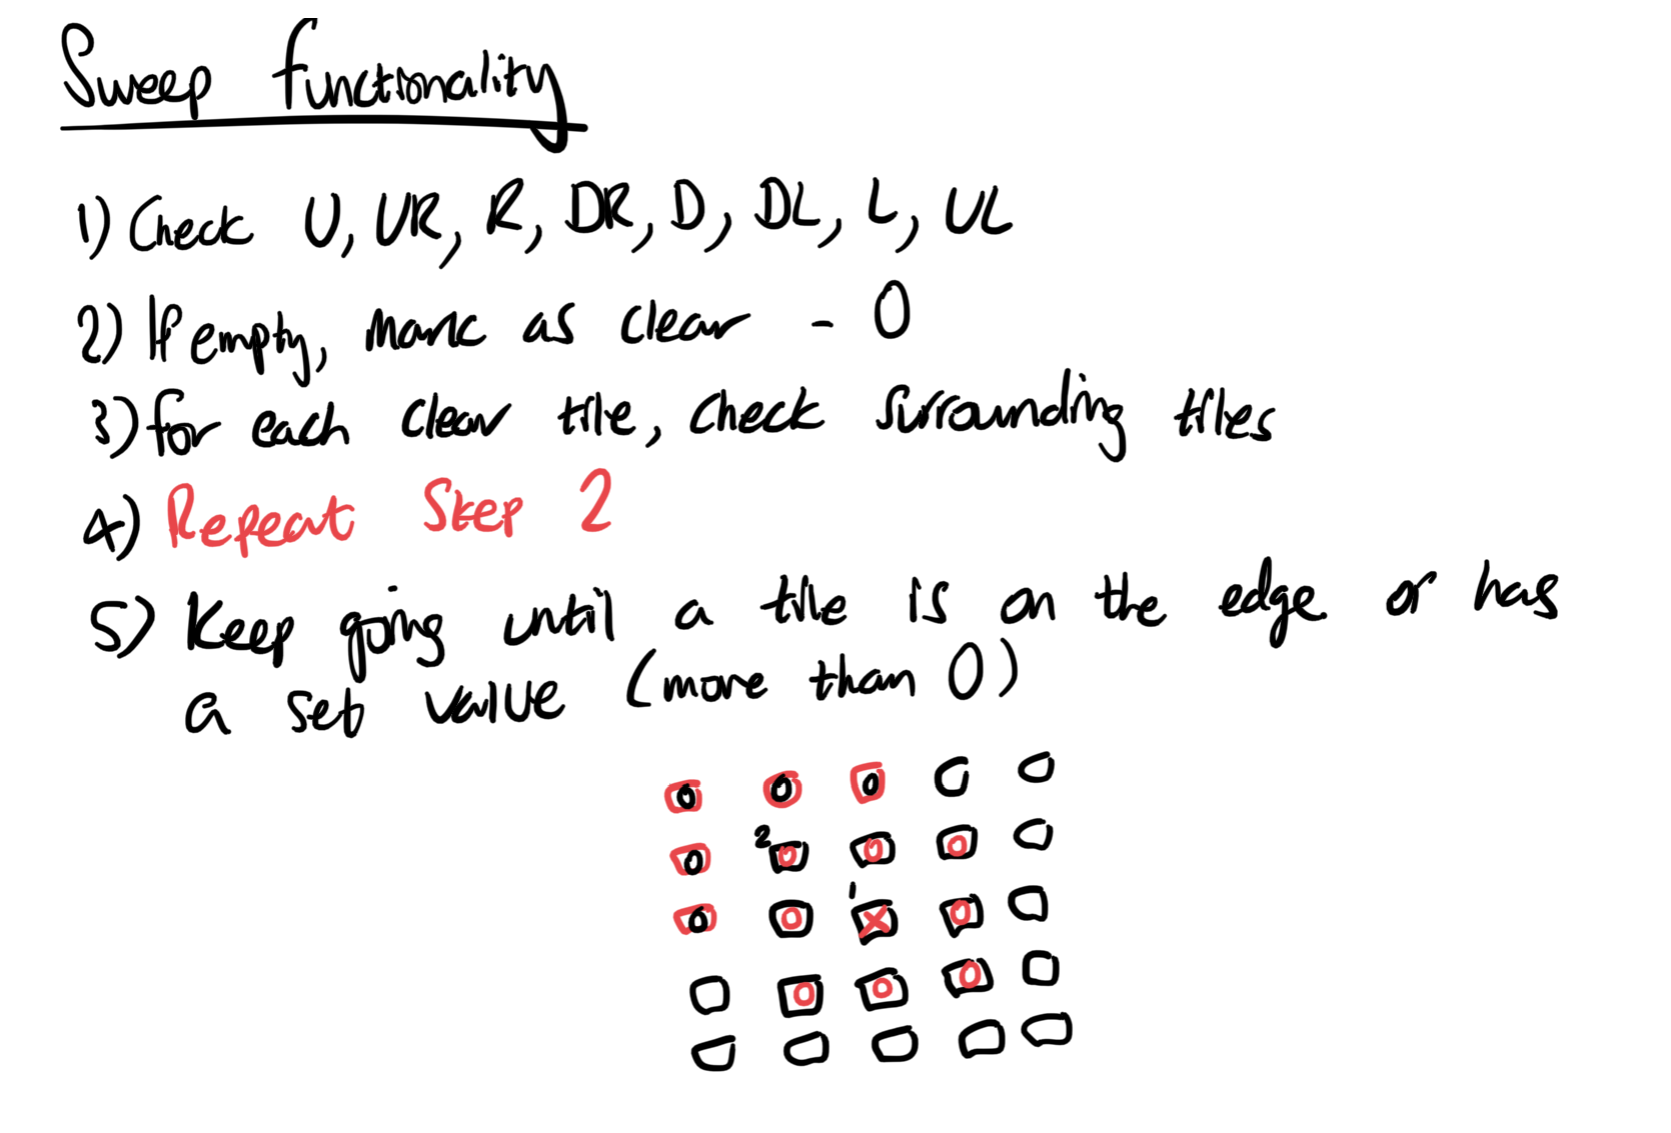 Sweep functionality
1) Check U, UR, R, DR, D, DL, L, UL
2) If empty, mark as clear - 0
3) for each clear tile, check surrounding tiles
4) Repeat Step 2
5) Keep going until a tile is on the edge or has
a set value (more than 0)
0 0 0
0 2 0 0 0
0 0 1 X 0
0 0 0